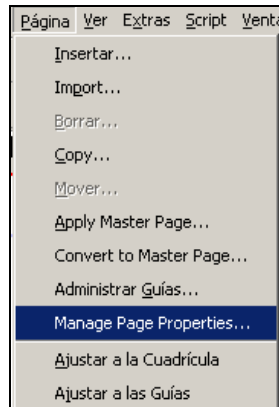 Página Ver Extras Script Venta
Insertar...
Import...
Borrar...
Copy...
Mover...
Apply Master Page...
Convert to Master Page...
Administrar Guías...
Manage Page Properties...
Ajustar a la Cuadrícula
Ajustar a las Guías